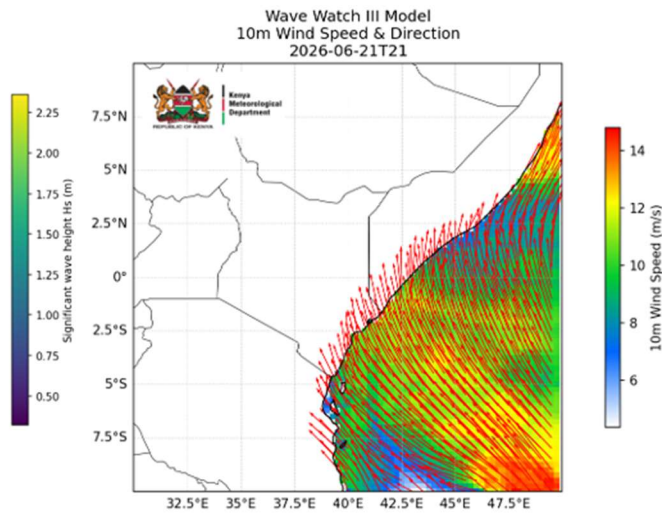 Wave Watch III Model
10m Wind Speed & Direction
2026-06-21T21
Kenya
Meteorological
Department
REPUBLIC OF KENYA
7.5°N
5°N
2.5°N
0°
2.5°S
5°S
7.5°S
32.5°E
35°E
37.5°E
40°E
42.5°E
45°E
47.5°E
2.25
2.00
1.75
1.50
1.25
1.00
0.75
0.50
Significant wave height Hs (m)
14
12
10
8
6
10m Wind Speed (m/s)